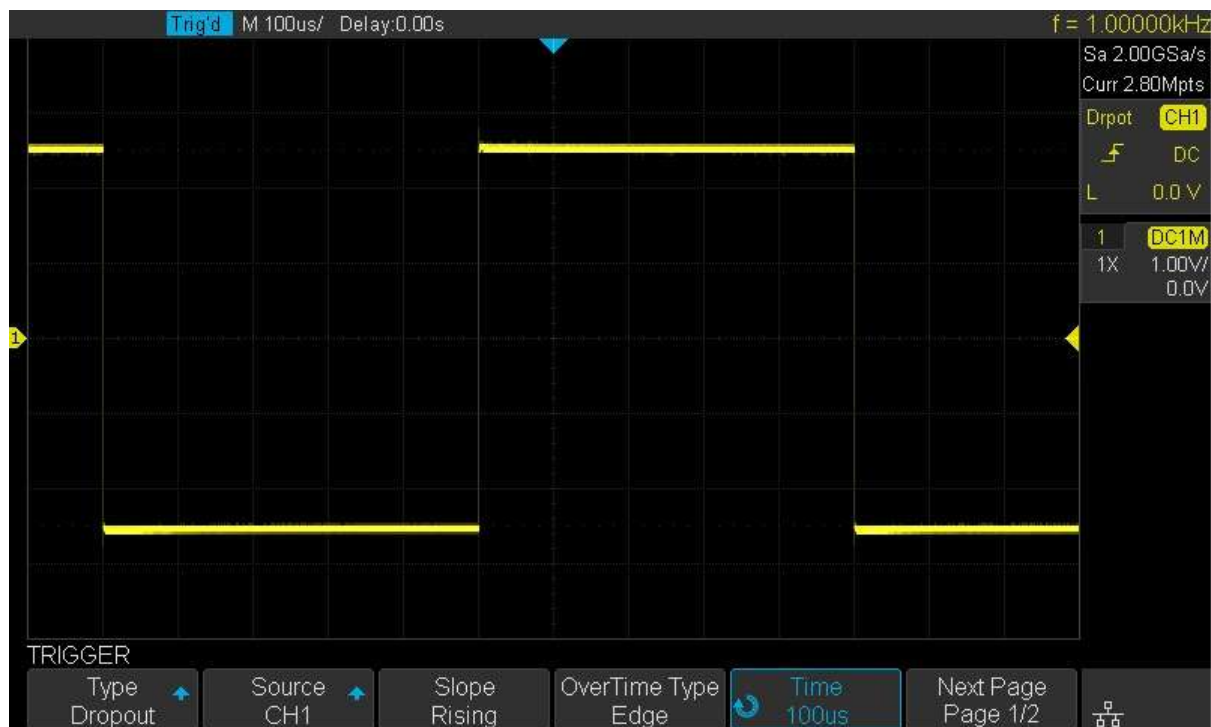 Trig'd M 100us/ Delay:0.00s f = 1.00000kHz
Sa 2.00GSa/s
Curr 2.80Mpts
Drpot CH1
DC
L 0.0 V
1 DC1M
1X 1.00V/
0.0V
1
TRIGGER
Type Source Slope OverTime Type Time Next Page
Dropout CH1 Rising Edge 100us Page 1/2